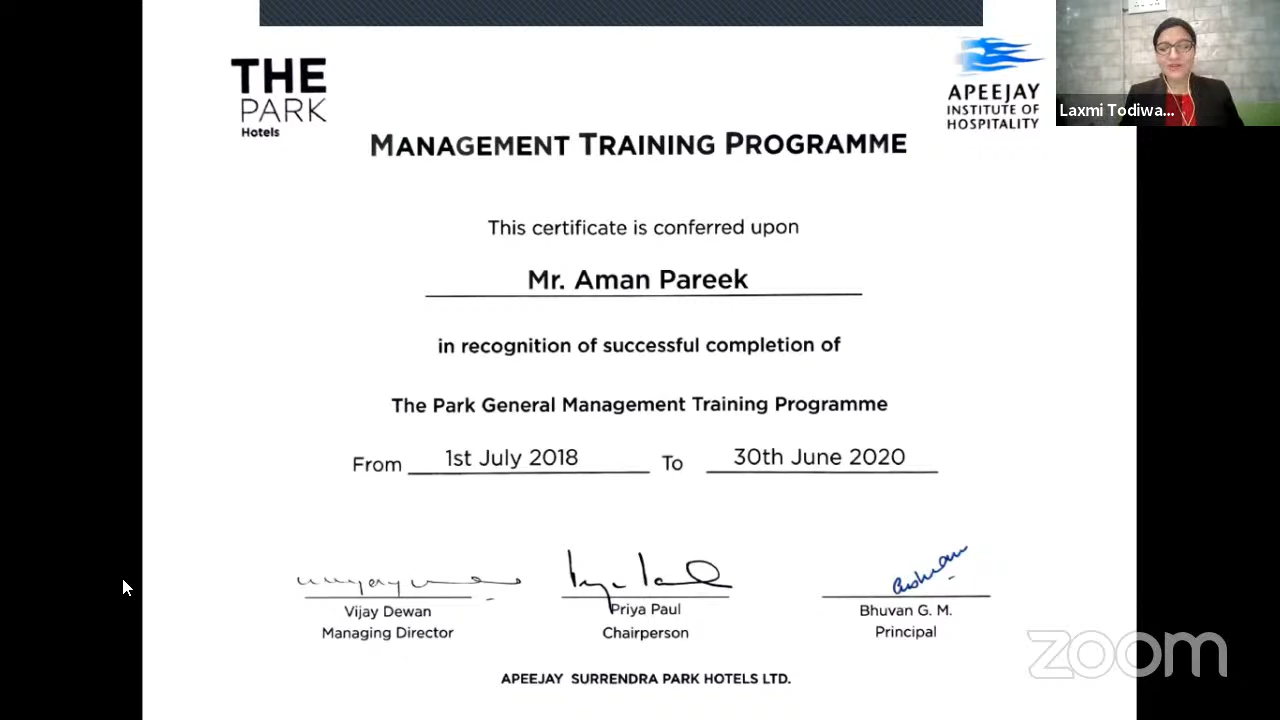 THE
PARK
Hotels
APEEJAY
INSTITUTE OF
HOSPITALITY
Laxmi Todiwa...
MANAGEMENT TRAINING PROGRAMME
This certificate is conferred upon
Mr. Aman Pareek
in recognition of successful completion of
The Park General Management Training Programme
From 1st July 2018 To 30th June 2020
Vijay Dewan Priya Paul Bhuvan G. M.
Managing Director Chairperson Principal
zoom
APEEJAY SURRENDRA PARK HOTELS LTD.